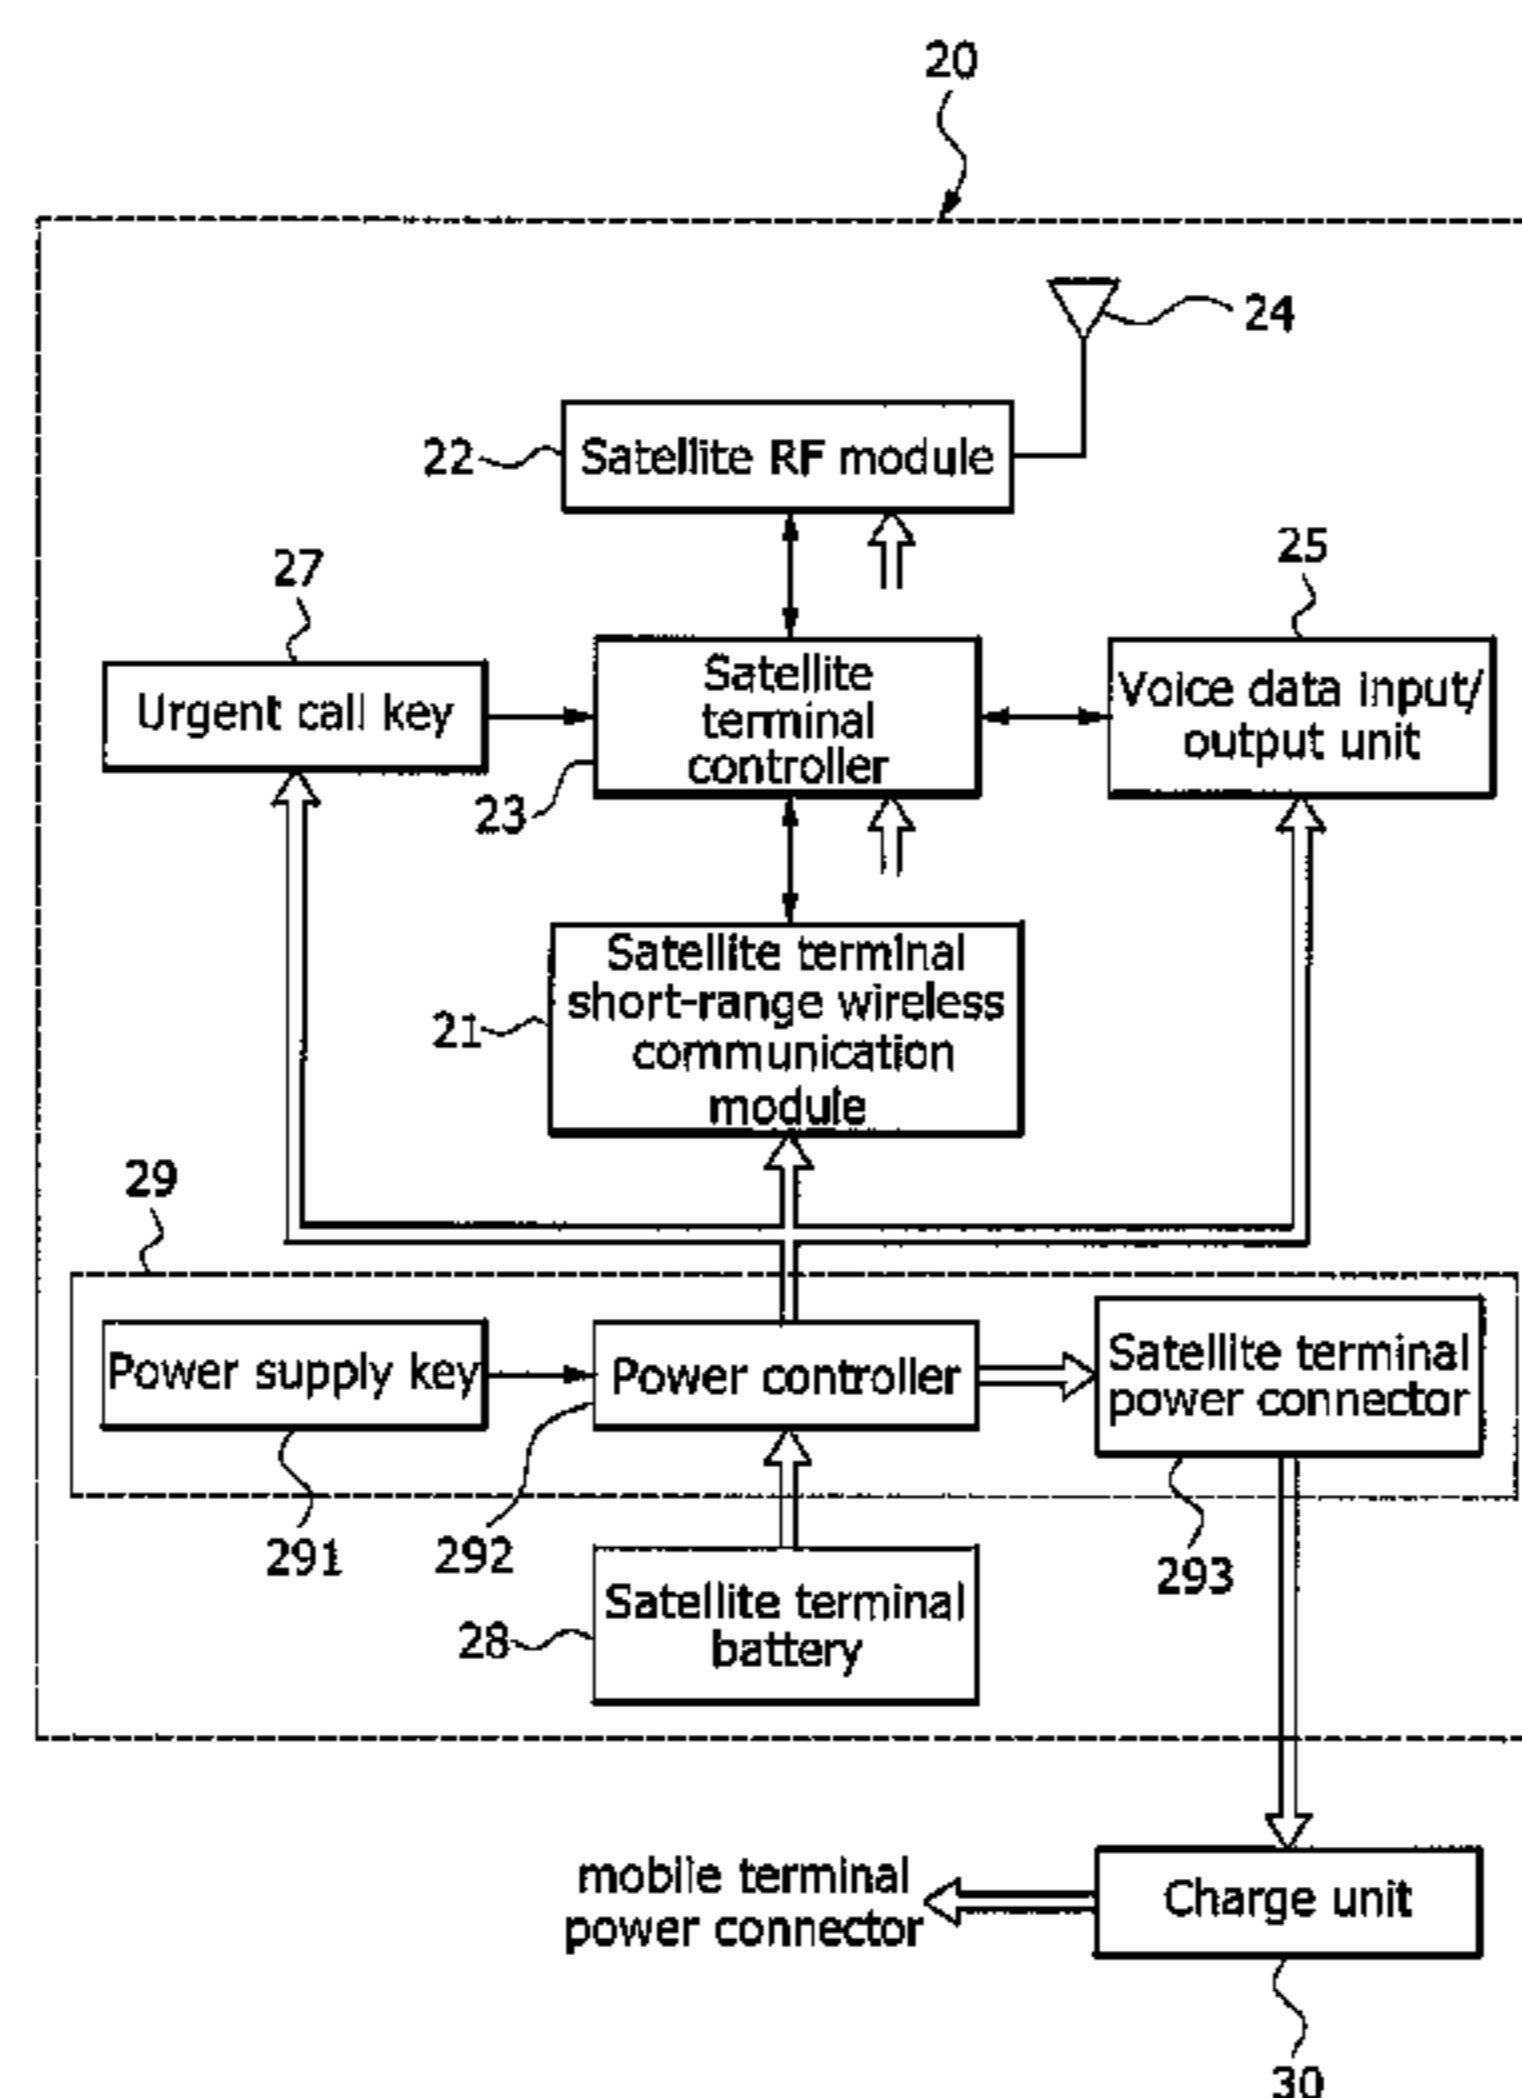 20
24
22
Satellite RF module
27
25
Urgent call key
Satellite
terminal
controller
Voice data input/
output unit
23
Satellite terminal
short-range wireless
communication
module
21
29
Power supply key
Power controller
Satellite terminal
power connector
291
292
293
Satellite terminal
battery
28
mobile terminal
power connector
Charge unit
30